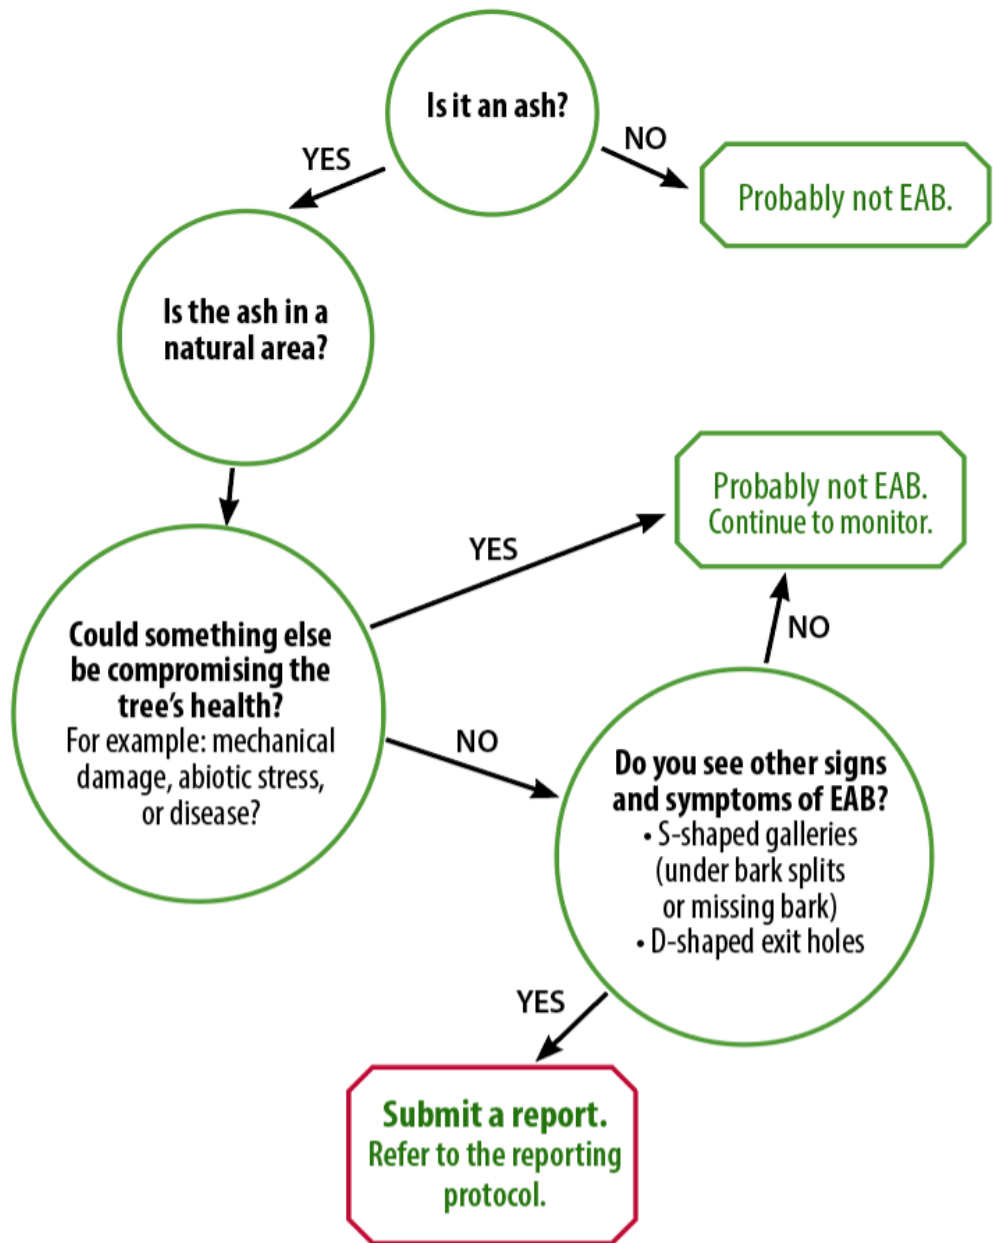 Is it an ash?
YES
NO
Probably not EAB.
Is the ash in a
natural area?
Could something else
be compromising the
tree's health?
For example: mechanical
damage, abiotic stress,
or disease?
YES
Probably not EAB.
Continue to monitor.
NO
NO
Do you see other signs
and symptoms of EAB?
• S-shaped galleries
(under bark splits
or missing bark)
• D-shaped exit holes
YES
Submit a report.
Refer to the reporting
protocol.